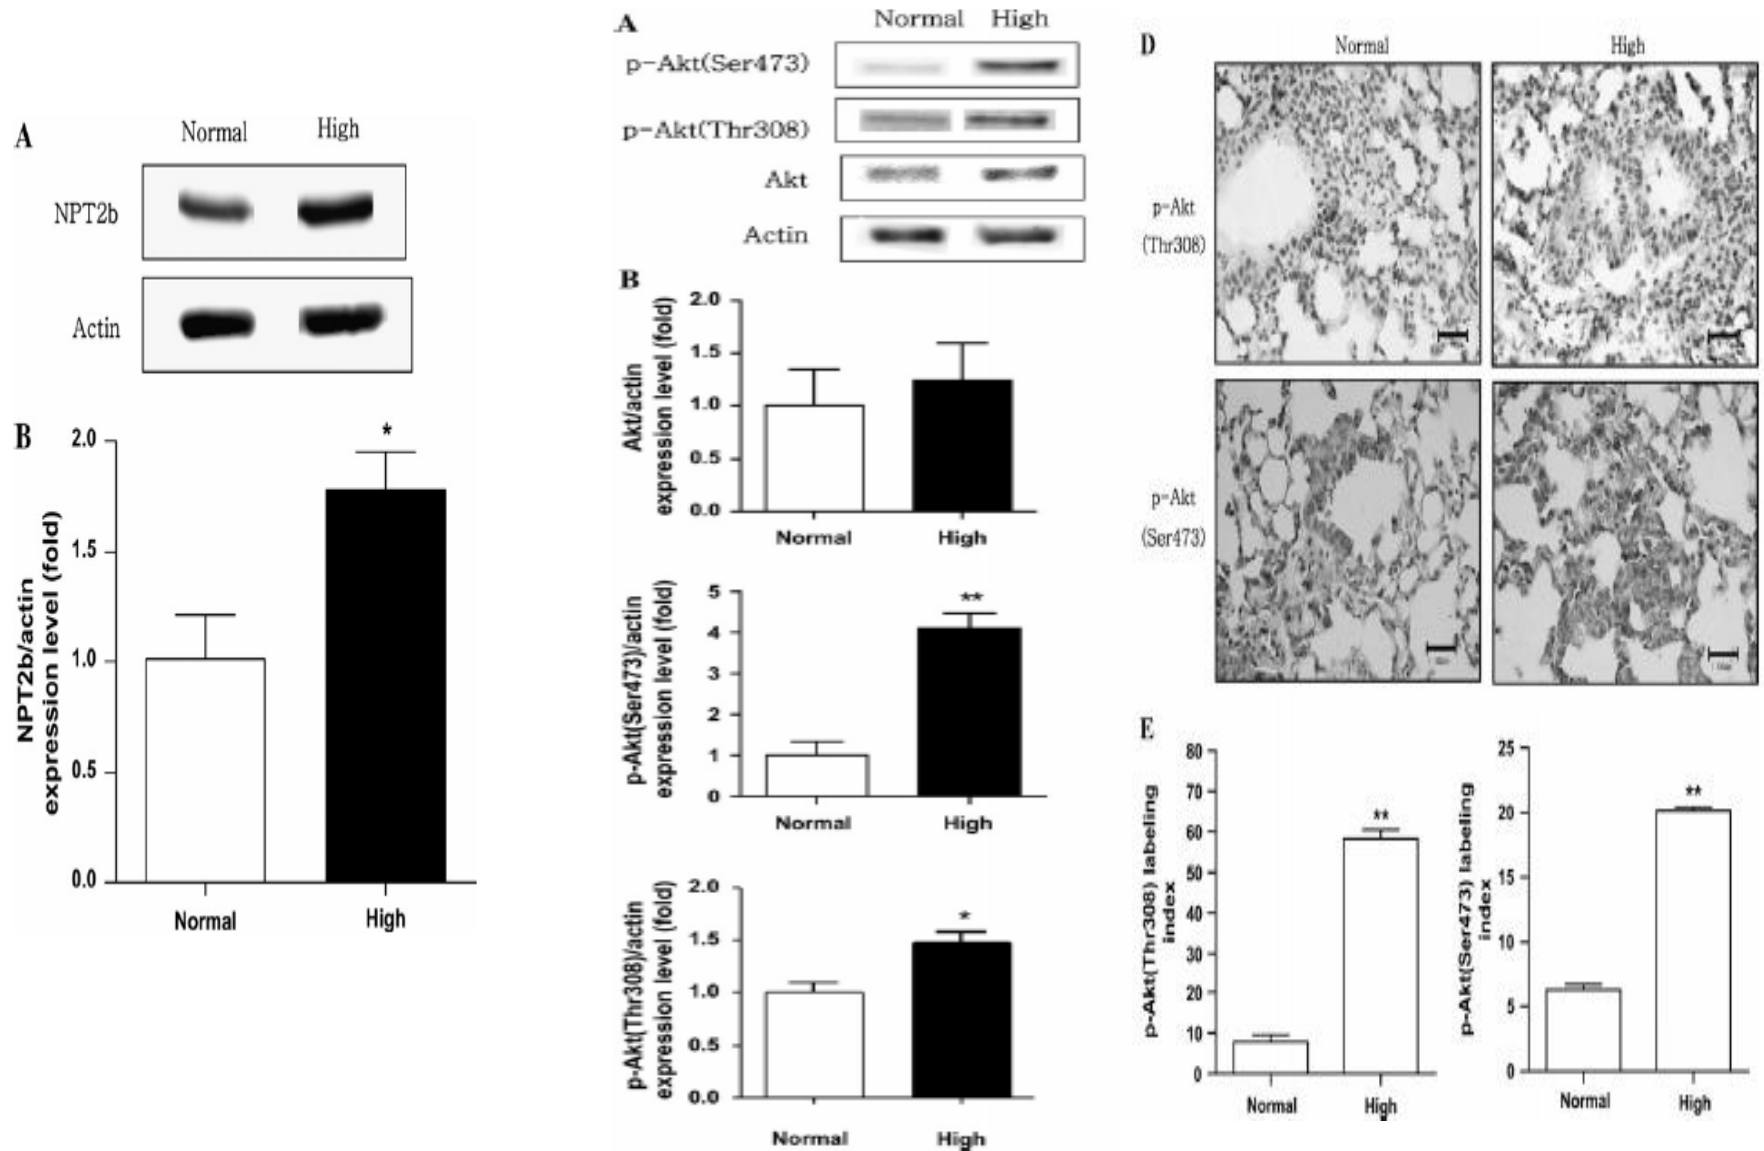 A
Normal High
NPT2b
Actin
B
NPT2b/actin
expression level (fold)
2.0
*
1.5
1.0
0.5
0.0
Normal High
A
Normal High
p-Akt(Ser473)
p-Akt(Thr308)
Akt
Actin
B
Akt/actin
expression level (fold)
2.0
1.5
1.0
0.5
0.0
Normal High
p-Akt(Ser473)/actin
expression level (fold)
5
**
4
3
2
1
0
Normal High
p-Akt(Thr308)/actin
expression level (fold)
2.0
*
1.5
1.0
0.5
0.0
Normal High
D
Normal High
p-Akt
(Thr308)
p-Akt
(Ser473)
E
p-Akt(Thr308) labeling
index
80
70
**
60
50
40
30
20
10
0
Normal High
p-Akt(Ser473) labeling
index
25
**
20
15
10
5
0
Normal High